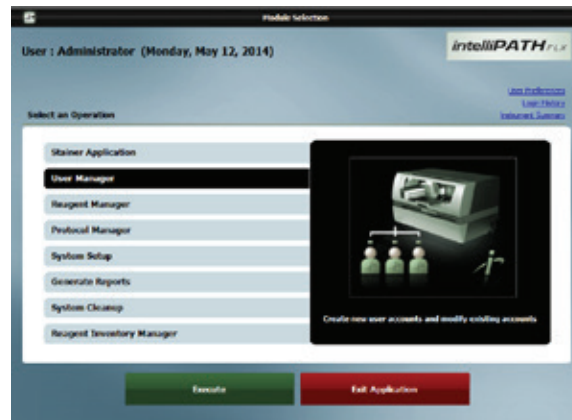 Module Selection
User : Administrator (Monday, May 12, 2014)
intelliPATH FLX
User Preferences
Login History
Instrument Summary
Select an Operation
Stainer Application
User Manager
Reagent Manager
Protocol Manager
System Setup
Generate Reports
System Cleanup
Reagent Inventory Manager
Create new user accounts and modify existing accounts
Execute
Exit Application